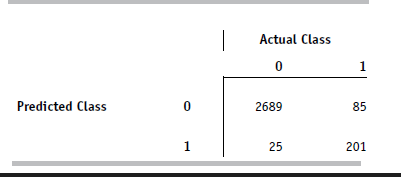 Actual Class
0 1
Predicted Class 0 2689 85
1 25 201